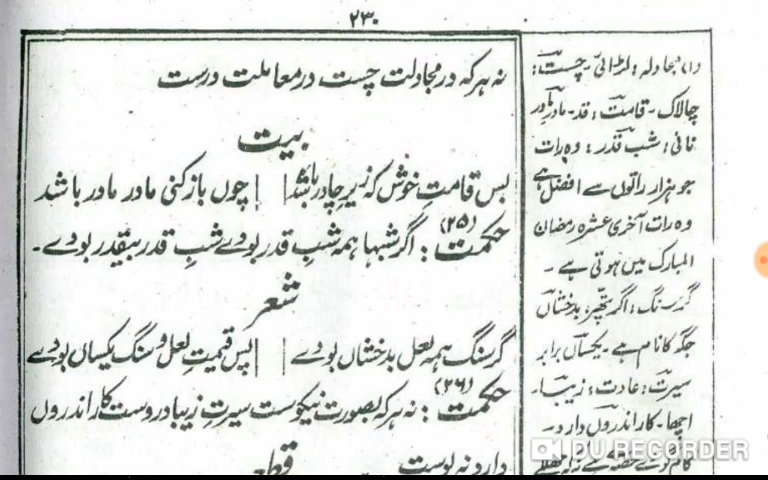 ۲۳۰
نہ ہر کہ در مجادلت چست در معاملت درست
بیت
بس قامتِ خوش کہ زیرِ چادر باشد || چوں باز کنی مادرِ مادر باشد
حکمت (۲۵): اگر شبہا ہمہ شبِ قدر بودے شبِ قدر بیقدر بودے۔
شعر
گر سنگ ہمہ لعلِ بدخشاں بودے || پس قیمتِ لعل و سنگ یکساں بودے
حکمت (۲۶): نہ ہر کہ بصورت نیکوست سیرتِ زیبا دروست کار اندروں
دارد نہ پوست
قطعہ
(۱) مجادلہ: لڑائی۔ چست:
چالاک۔ قامت: قد۔ مادرِ مادر
نانی: شب قدر: وہ رات
جو ہزار راتوں سے افضل ہے
وہ رات آخری عشرہ رمضان
المبارک میں ہوتی ہے۔
گر سنگ: اگر پتھر: بدخشاں
جگہ کا نام ہے۔ یکساں برابر
سیرت: عادت: زیبا۔
اچھا۔ کار اندروں دارد۔
DU RECORDER